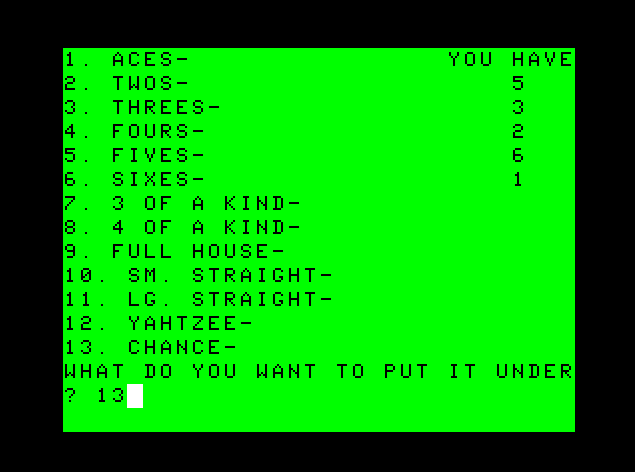 1. ACES- YOU HAVE
2. TWOS- 5
3. THREES- 3
4. FOURS- 2
5. FIVES- 6
6. SIXES- 1
7. 3 OF A KIND-
8. 4 OF A KIND-
9. FULL HOUSE-
10. SM. STRAIGHT-
11. LG. STRAIGHT-
12. YAHTZEE-
13. CHANCE-
WHAT DO YOU WANT TO PUT IT UNDER
? 13